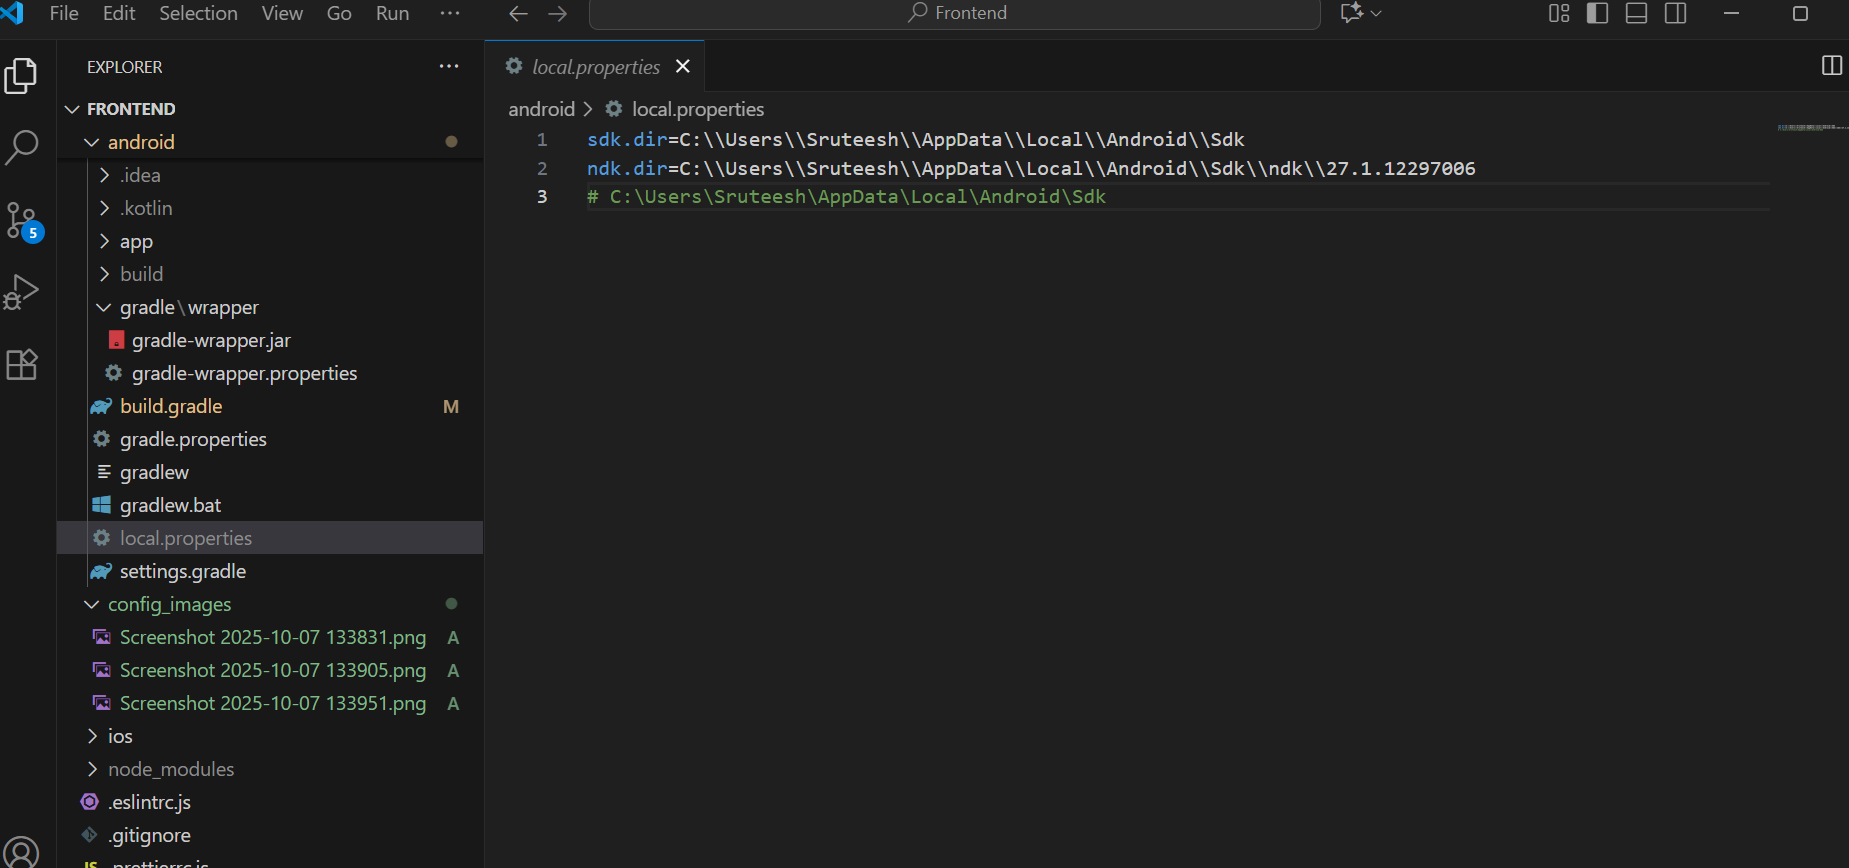 File Edit Selection View Go Run ···
Frontend
EXPLORER ···
local.properties
FRONTEND
android > local.properties
android
1 sdk.dir=C:\\Users\\Sruteesh\\AppData\\Local\\Android\\Sdk
2 ndk.dir=C:\\Users\\Sruteesh\\AppData\\Local\\Android\\Sdk\\ndk\\27.1.12297006
3 # C:\Users\Sruteesh\AppData\Local\Android\Sdk
.idea
.kotlin
5
app
build
gradle\wrapper
gradle-wrapper.jar
gradle-wrapper.properties
build.gradle M
gradle.properties
gradlew
gradlew.bat
local.properties
settings.gradle
config_images
Screenshot 2025-10-07 133831.png A
Screenshot 2025-10-07 133905.png A
Screenshot 2025-10-07 133951.png A
ios
node_modules
.eslintrc.js
.gitignore
JS .prettierrc.js